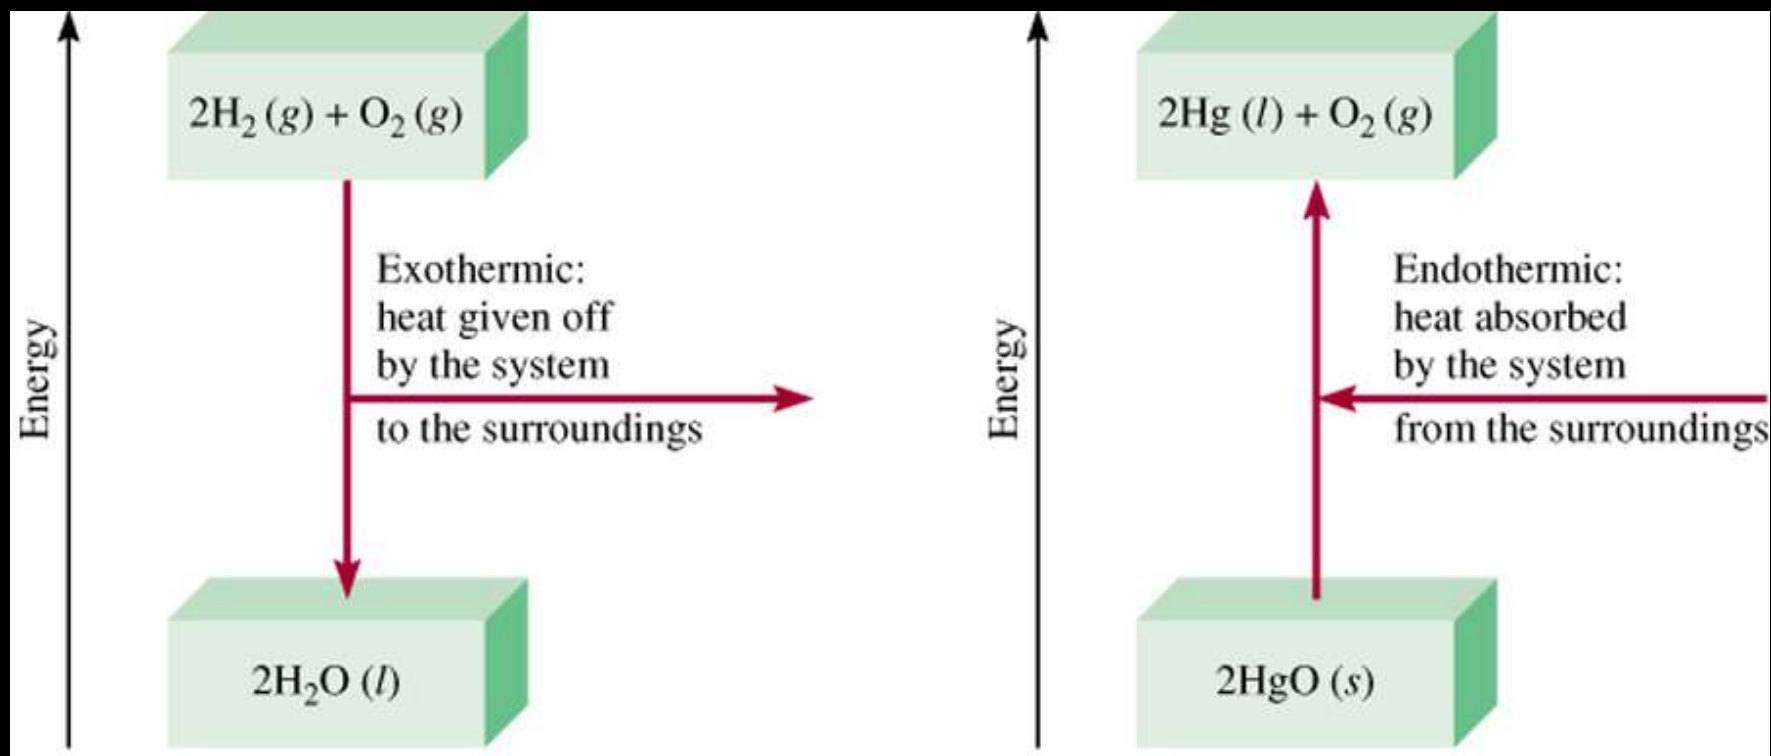 Energy
2H₂ (g) + O₂ (g)
Exothermic:
heat given off
by the system
to the surroundings
2H₂O (l)
Energy
2Hg (l) + O₂ (g)
Endothermic:
heat absorbed
by the system
from the surroundings
2HgO (s)